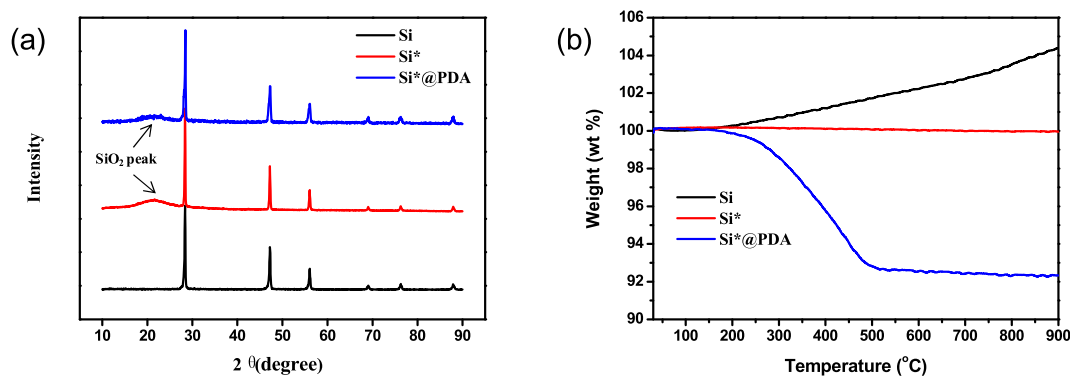 (a)
Si
Si*
Si*@PDA
SiO₂ peak
Intensity
10 20 30 40 50 60 70 80 90
2 θ(degree)
(b)
106
104
102
100
98
96
94
92
90
Weight (wt %)
Si
Si*
Si*@PDA
100 200 300 400 500 600 700 800 900
Temperature (°C)